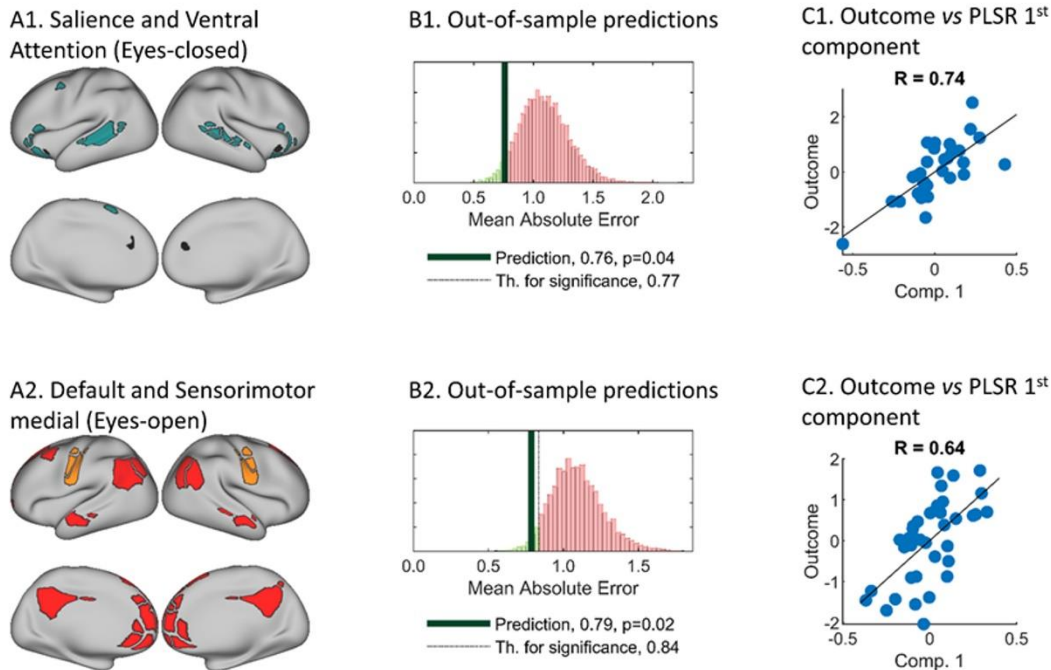 A1. Salience and Ventral
Attention (Eyes-closed)
B1. Out-of-sample predictions
0 0.5 1.0 1.5 2.0
Mean Absolute Error
Prediction, 0.76, p=0.04
Th. for significance, 0.77
C1. Outcome vs PLSR 1st
component
R = 0.74
Outcome
2
0
-2
-0.5 0 0.5
Comp. 1
A2. Default and Sensorimotor
medial (Eyes-open)
B2. Out-of-sample predictions
0 0.5 1.0 1.5
Mean Absolute Error
Prediction, 0.79, p=0.02
Th. for significance, 0.84
C2. Outcome vs PLSR 1st
component
R = 0.64
Outcome
2
1
0
-1
-2
-0.5 0 0.5
Comp. 1